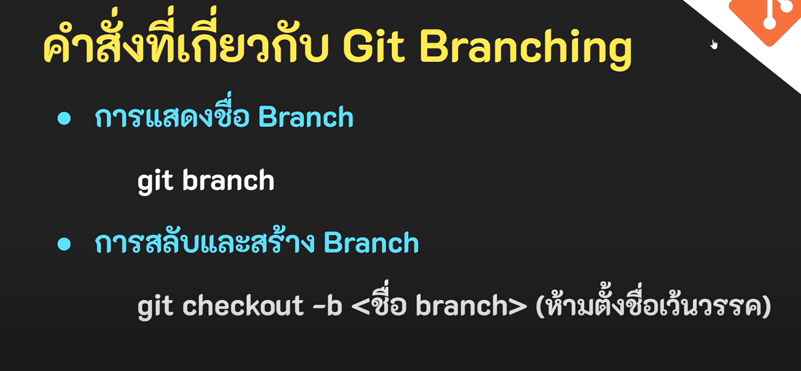 คำสั่งที่เกี่ยวกับ Git Branching
● การแสดงชื่อ Branch
git branch
● การสลับและสร้าง Branch
git checkout -b <ชื่อ branch> (ห้ามตั้งชื่อเว้นวรรค)